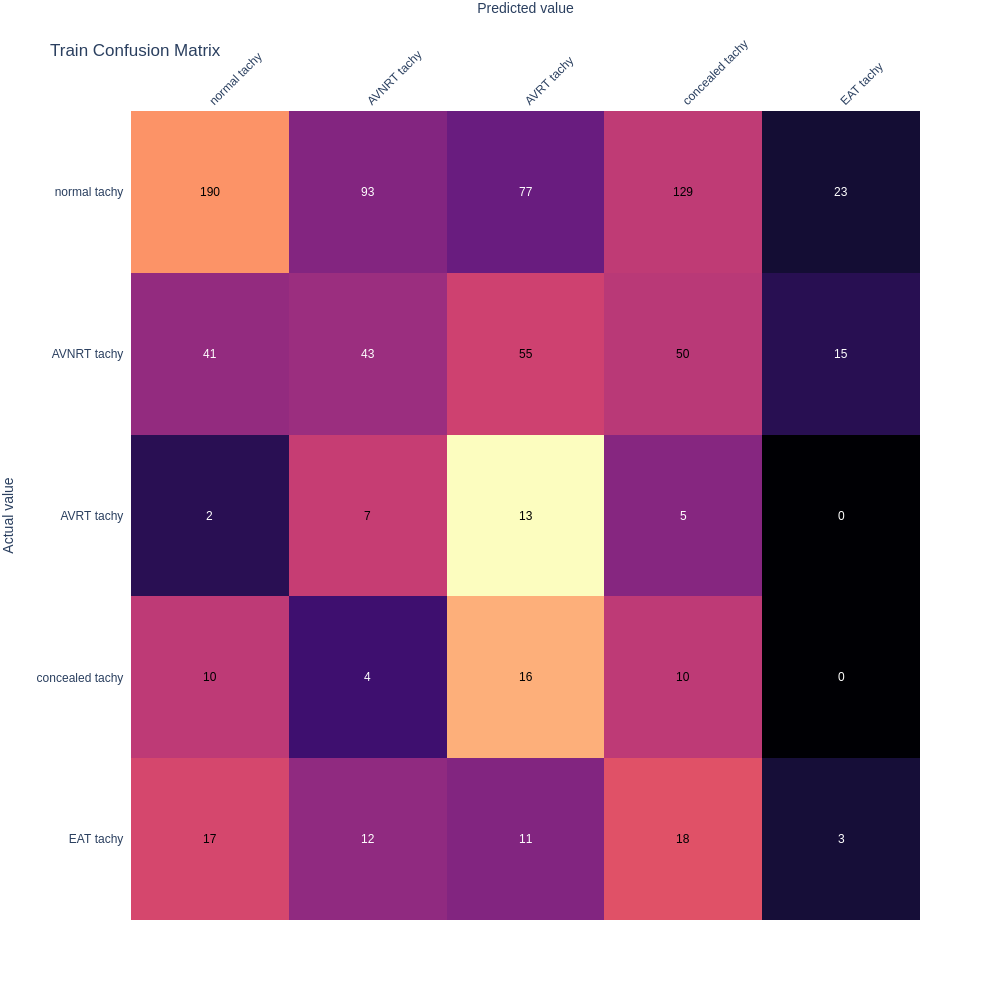 Predicted value
Train Confusion Matrix
normal tachy AVNRT tachy AVRT tachy concealed tachy EAT tachy
normal tachy 190 93 77 129 23
AVNRT tachy 41 43 55 50 15
AVRT tachy 2 7 13 5 0
concealed tachy 10 4 16 10 0
EAT tachy 17 12 11 18 3
Actual value